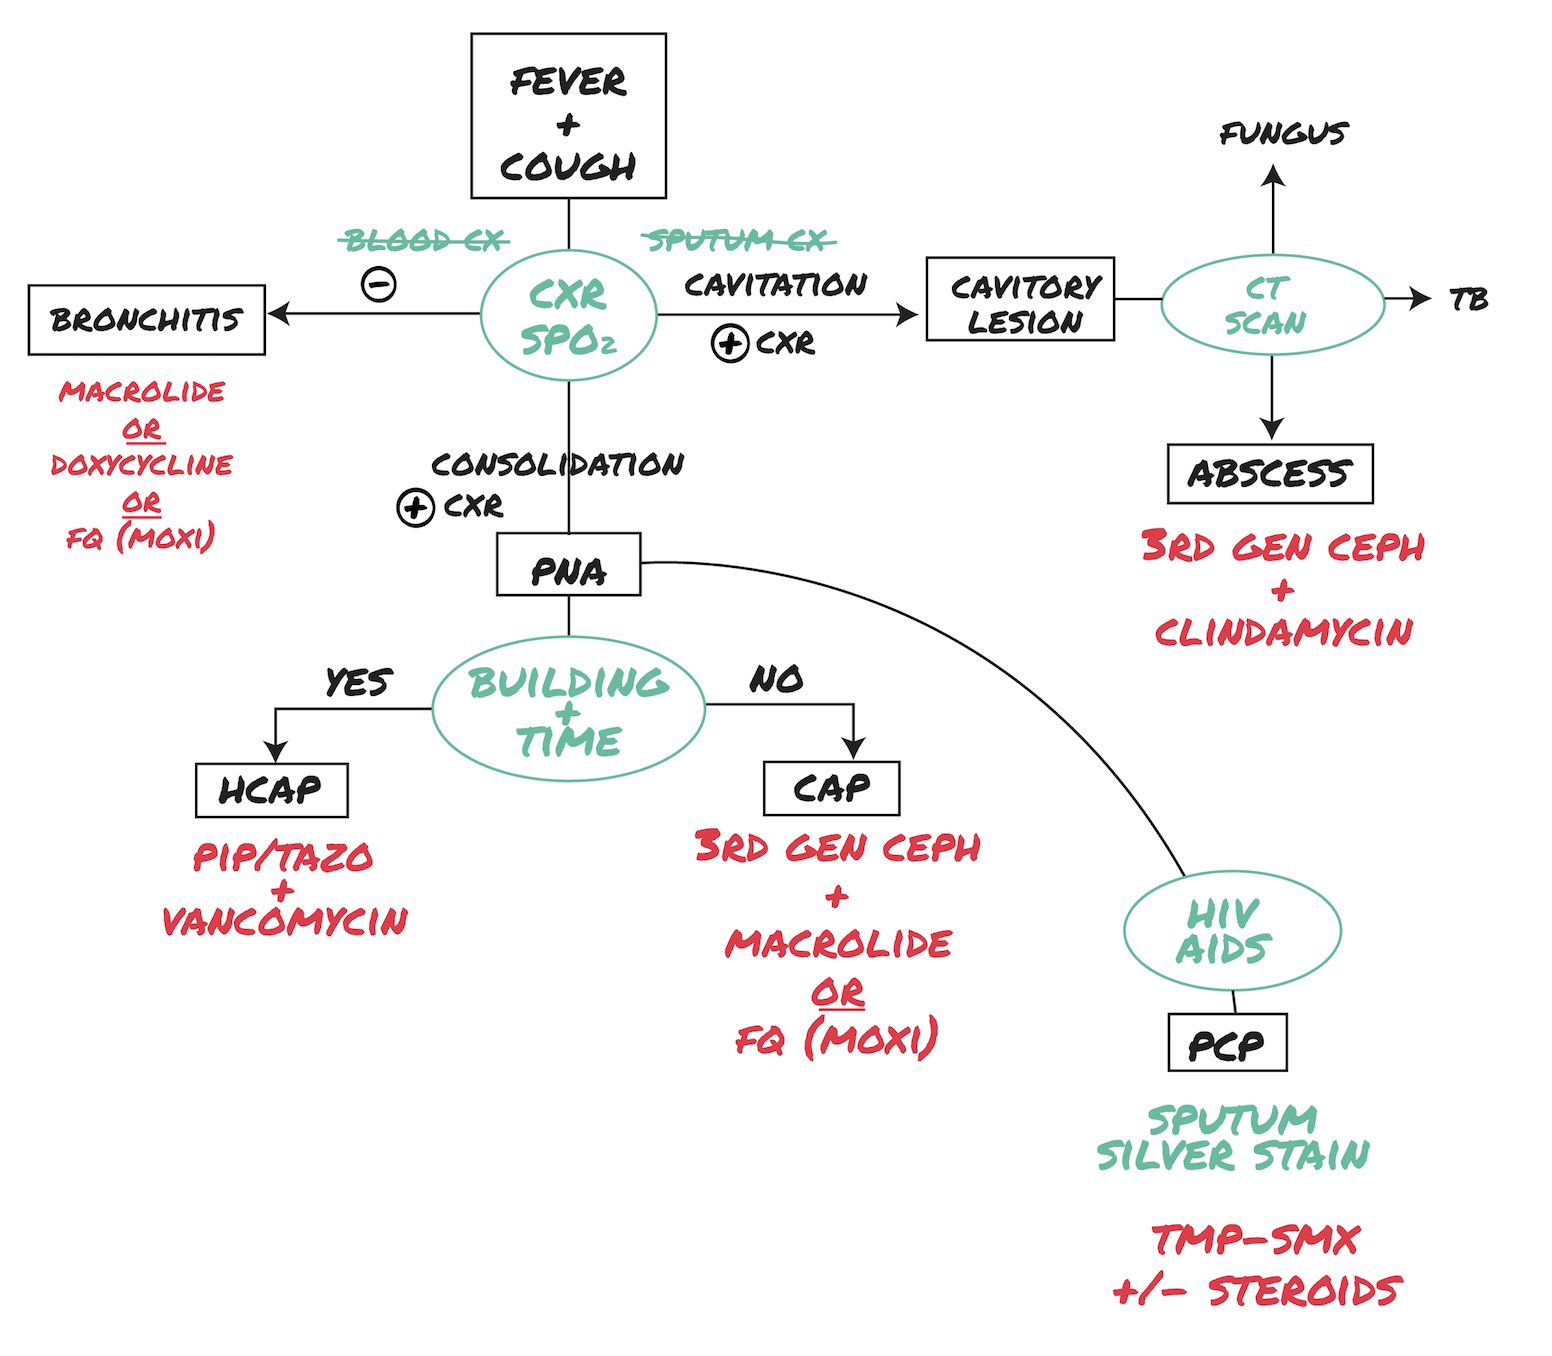 FEVER
+
COUGH
BLOOD CX
SPUTUM CX
CXR
SPO₂
−
BRONCHITIS
MACROLIDE
OR
DOXYCYCLINE
OR
FQ (MOXI)
CAVITATION
+ CXR
CAVITORY
LESION
CT
SCAN
FUNGUS
TB
ABSCESS
3RD GEN CEPH
+
CLINDAMYCIN
CONSOLIDATION
+ CXR
PNA
BUILDING
+
TIME
YES
HCAP
PIP/TAZO
+
VANCOMYCIN
NO
CAP
3RD GEN CEPH
+
MACROLIDE
OR
FQ (MOXI)
HIV
AIDS
PCP
SPUTUM
SILVER STAIN
TMP-SMX
+/- STEROIDS